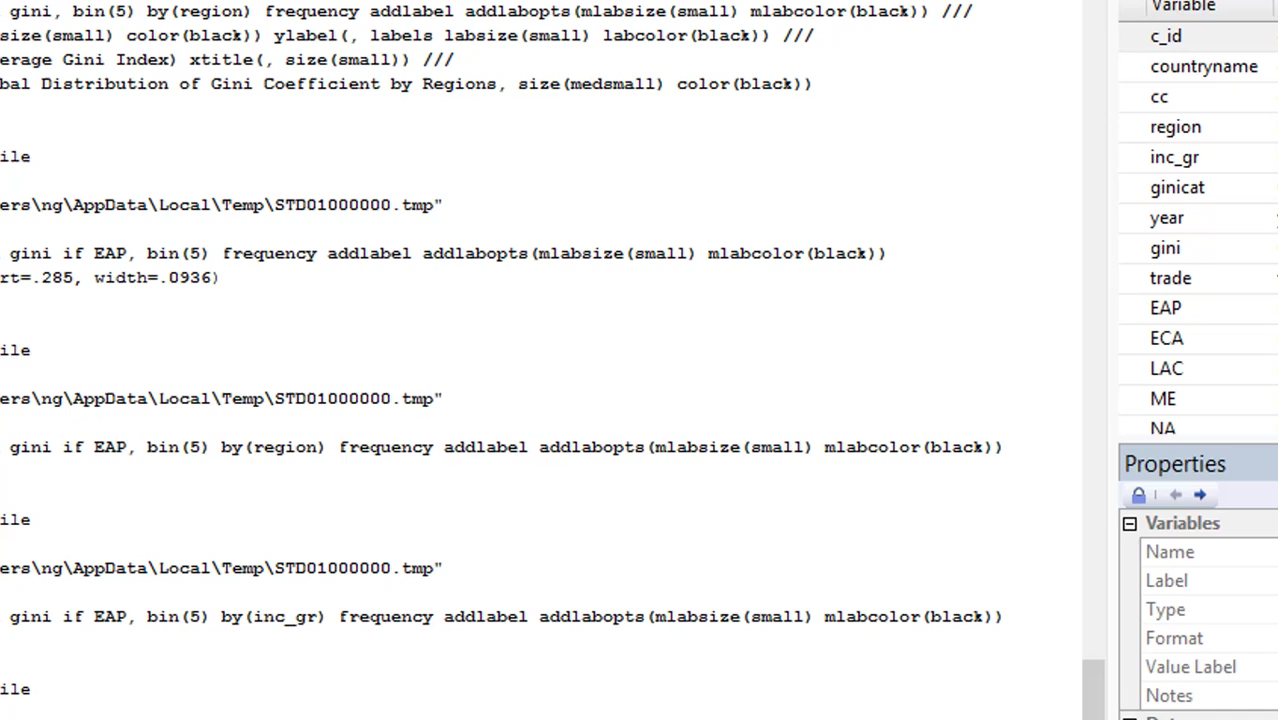 gini, bin(5) by(region) frequency addlabel addlabopts(mlabsize(small) mlabcolor(black)) ///
size(small) color(black)) ylabel(, labels labsize(small) labcolor(black)) ///
erage Gini Index) xtitle(, size(small)) ///
bal Distribution of Gini Coefficient by Regions, size(medsmall) color(black))
ile
ers\ng\AppData\Local\Temp\STD01000000.tmp"
gini if EAP, bin(5) frequency addlabel addlabopts(mlabsize(small) mlabcolor(black))
rt=.285, width=.0936)
ile
ers\ng\AppData\Local\Temp\STD01000000.tmp"
gini if EAP, bin(5) by(region) frequency addlabel addlabopts(mlabsize(small) mlabcolor(black))
ile
ers\ng\AppData\Local\Temp\STD01000000.tmp"
gini if EAP, bin(5) by(inc_gr) frequency addlabel addlabopts(mlabsize(small) mlabcolor(black))
ile
Variable
c_id
countryname
cc
region
inc_gr
ginicat
year
gini
trade
EAP
ECA
LAC
ME
NA
Properties
Variables
Name
Label
Type
Format
Value Label
Notes